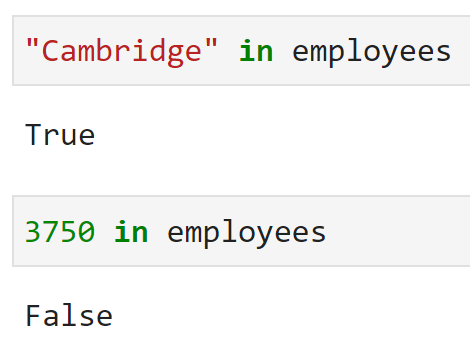 "Cambridge" in employees
True
3750 in employees
False